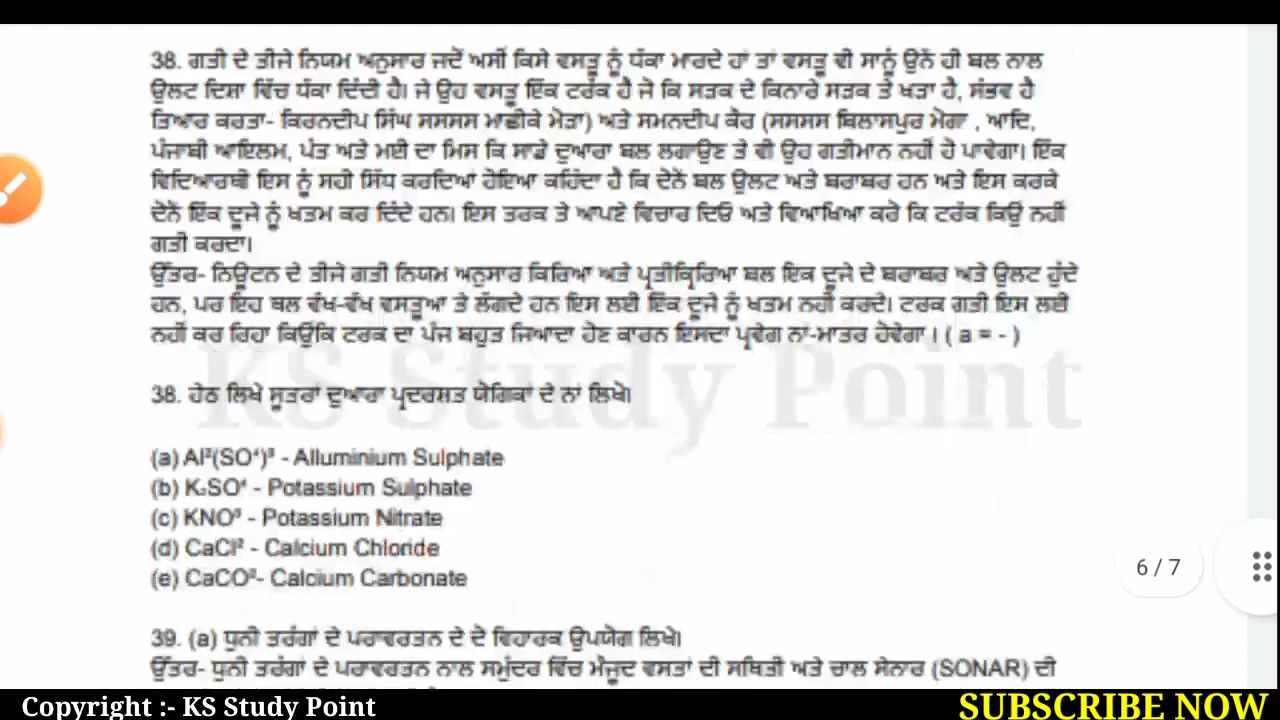 38. ਗਤੀ ਦੇ ਤੀਜੇ ਨਿਯਮ ਅਨੁਸਾਰ ਜਦੋਂ ਅਸੀਂ ਕਿਸੇ ਵਸਤੂ ਨੂੰ ਧੱਕਾ ਮਾਰਦੇ ਹਾਂ ਤਾਂ ਵਸਤੂ ਵੀ ਸਾਨੂੰ ਉਨੇ ਹੀ ਬਲ ਨਾਲ
ਉਲਟ ਦਿਸ਼ਾ ਵਿੱਚ ਧੱਕਾ ਦਿੰਦੀ ਹੈ। ਜੇ ਉਹ ਵਸਤੂ ਇੱਕ ਟਰੱਕ ਹੈ ਜੋ ਕਿ ਸੜਕ ਦੇ ਕਿਨਾਰੇ ਸੜਕ ਤੇ ਖੜਾ ਹੈ, ਸੰਭਵ ਹੈ
ਤਿਆਰ ਕਰਤਾ- ਕਿਰਨਦੀਪ ਸਿੰਘ ਸਸਸਸ ਮਾਛੀਕੇ ਮੋਗਾ) ਅਤੇ ਸਮਨਦੀਪ ਕੌਰ (ਸਸਸਸ ਬਿਲਾਸਪੁਰ ਮੋਗਾ , ਆਦਿ,
ਪੰਜਾਬੀ ਆਇਲਮ, ਪੰਤ ਅਤੇ ਮਈ ਦਾ ਮਿਸ ਕਿ ਸਾਡੇ ਦੁਆਰਾ ਬਲ ਲਗਾਉਣ ਤੇ ਵੀ ਉਹ ਗਤੀਮਾਨ ਨਹੀਂ ਹੋ ਪਾਵੇਗਾ। ਇੱਕ
ਵਿਦਿਆਰਥੀ ਇਸ ਨੂੰ ਸਹੀ ਸਿੱਧ ਕਰਦਿਆਂ ਹੋਇਆ ਕਹਿੰਦਾ ਹੈ ਕਿ ਦੋਨੋਂ ਬਲ ਉਲਟ ਅਤੇ ਬਰਾਬਰ ਹਨ ਅਤੇ ਇਸ ਕਰਕੇ
ਦੋਨੋਂ ਇੱਕ ਦੂਜੇ ਨੂੰ ਖਤਮ ਕਰ ਦਿੰਦੇ ਹਨ। ਇਸ ਤਰਕ ਤੇ ਆਪਣੇ ਵਿਚਾਰ ਦਿਓ ਅਤੇ ਵਿਆਖਿਆ ਕਰੋ ਕਿ ਟਰੱਕ ਕਿਉਂ ਨਹੀਂ
ਗਤੀ ਕਰਦਾ।
ਉੱਤਰ- ਨਿਊਟਨ ਦੇ ਤੀਜੇ ਗਤੀ ਨਿਯਮ ਅਨੁਸਾਰ ਕਿਰਿਆ ਅਤੇ ਪ੍ਰਤੀਕ੍ਰਿਰਿਆ ਬਲ ਇਕ ਦੂਜੇ ਦੇ ਬਰਾਬਰ ਅਤੇ ਉਲਟ ਹੁੰਦੇ
ਹਨ, ਪਰ ਇਹ ਬਲ ਵੱਖ-ਵੱਖ ਵਸਤੂਆ ਤੇ ਲੱਗਦੇ ਹਨ ਇਸ ਲਈ ਇੱਕ ਦੂਜੇ ਨੂੰ ਖਤਮ ਨਹੀਂ ਕਰਦੇ। ਟਰਕ ਗਤੀ ਇਸ ਲਈ
ਨਹੀਂ ਕਰ ਰਿਹਾ ਕਿਉਂਕਿ ਟਰਕ ਦਾ ਪੁੰਜ ਬਹੁਤ ਜਿਆਦਾ ਹੋਣ ਕਾਰਨ ਇਸਦਾ ਪ੍ਰਵੇਗ ਨਾਂ-ਮਾਤਰ ਹੋਵੇਗਾ । ( a = - )
KS Study Point
38. ਹੇਠ ਲਿਖੇ ਸੂਤਰਾਂ ਦੁਆਰਾ ਪ੍ਰਦਰਸ਼ਤ ਯੋਗਿਕਾਂ ਦੇ ਨਾਂ ਲਿਖੋ।
(a) Al²(SO⁴)³ - Alluminium Sulphate
(b) K₂SO⁴ - Potassium Sulphate
(c) KNO³ - Potassium Nitrate
(d) CaCl² - Calcium Chloride
(e) CaCO³- Calcium Carbonate
6 / 7
39. (a) ਧੁਨੀ ਤਰੰਗਾਂ ਦੇ ਪਰਾਵਰਤਨ ਦੇ ਦੋ ਵਿਹਾਰਕ ਉਪਯੋਗ ਲਿਖੋ।
ਉੱਤਰ- ਧੁਨੀ ਤਰੰਗਾਂ ਦੇ ਪਰਾਵਰਤਨ ਨਾਲ ਸਮੁੰਦਰ ਵਿੱਚ ਮੌਜੂਦ ਵਸਤਾਂ ਦੀ ਸਥਿਤੀ ਅਤੇ ਚਾਲ ਸੋਨਾਰ (SONAR) ਦੀ
Copyright :- KS Study Point
SUBSCRIBE NOW